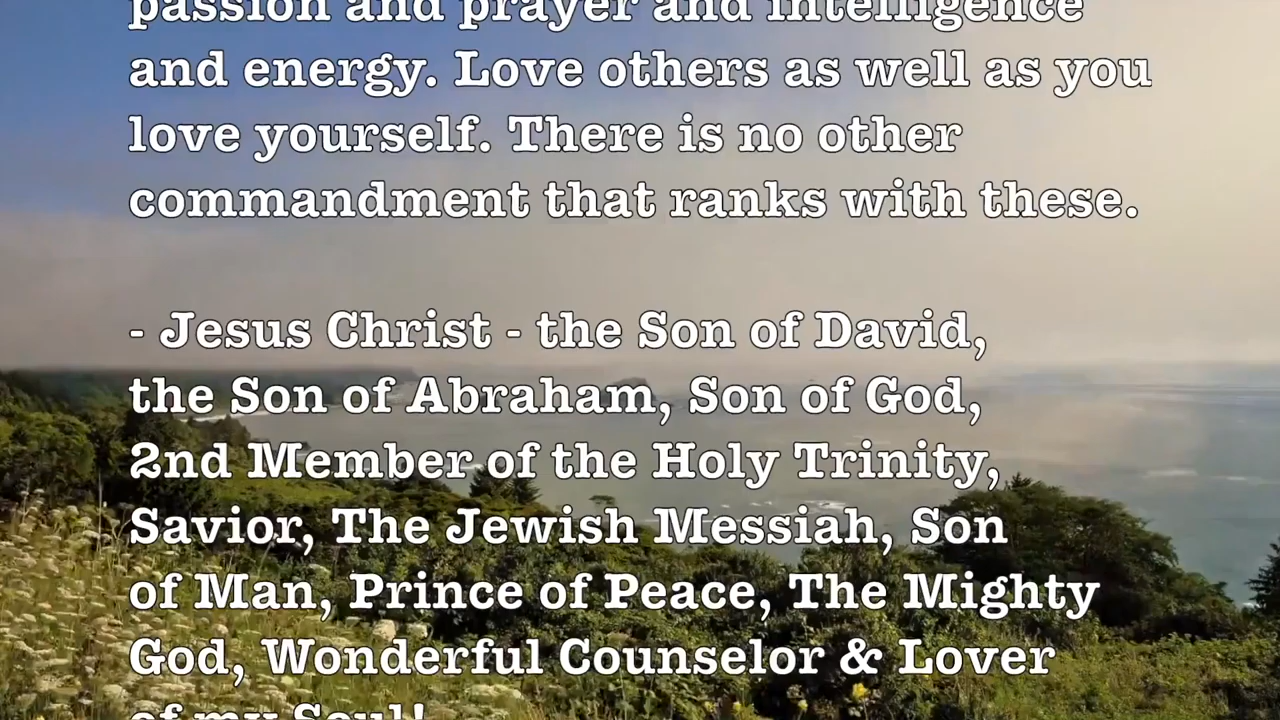 passion and prayer and intelligence
and energy. Love others as well as you
love yourself. There is no other
commandment that ranks with these.
- Jesus Christ - the Son of David,
the Son of Abraham, Son of God,
2nd Member of the Holy Trinity,
Savior, The Jewish Messiah, Son
of Man, Prince of Peace, The Mighty
God, Wonderful Counselor & Lover
of my Soul!